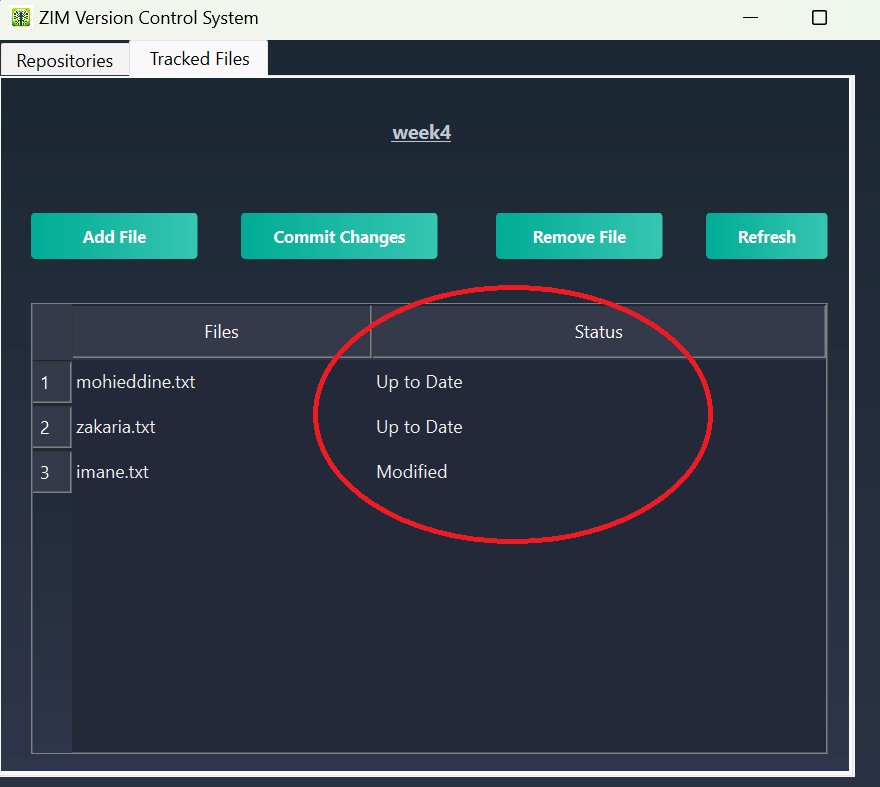 ZIM Version Control System
Repositories Tracked Files
week4
Add File Commit Changes Remove File Refresh
Files Status
1 mohieddine.txt Up to Date
2 zakaria.txt Up to Date
3 imane.txt Modified